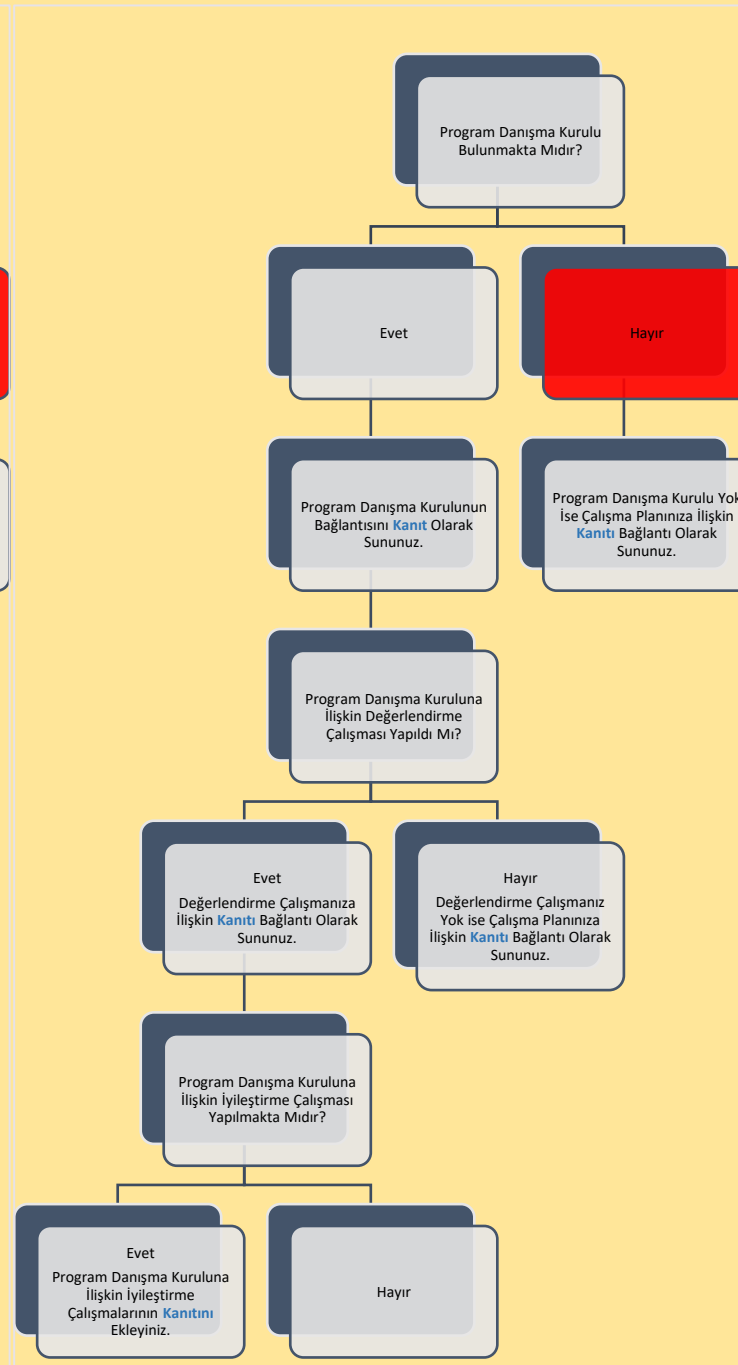 Program Danışma Kurulu
Bulunmakta Mıdır?
Evet
Hayır
Program Danışma Kurulunun
Bağlantısını Kanıt Olarak
Sununuz.
Program Danışma Kurulu Yok
İse Çalışma Planınıza İlişkin
Kanıtı Bağlantı Olarak
Sununuz.
Program Danışma Kuruluna
İlişkin Değerlendirme
Çalışması Yapıldı Mı?
Evet
Değerlendirme Çalışmanıza
İlişkin Kanıtı Bağlantı Olarak
Sununuz.
Hayır
Değerlendirme Çalışmanız
Yok ise Çalışma Planınıza
İlişkin Kanıtı Bağlantı Olarak
Sununuz.
Program Danışma Kuruluna
İlişkin İyileştirme Çalışması
Yapılmakta Mıdır?
Evet
Program Danışma Kuruluna
İlişkin İyileştirme
Çalışmalarının Kanıtını
Ekleyiniz.
Hayır